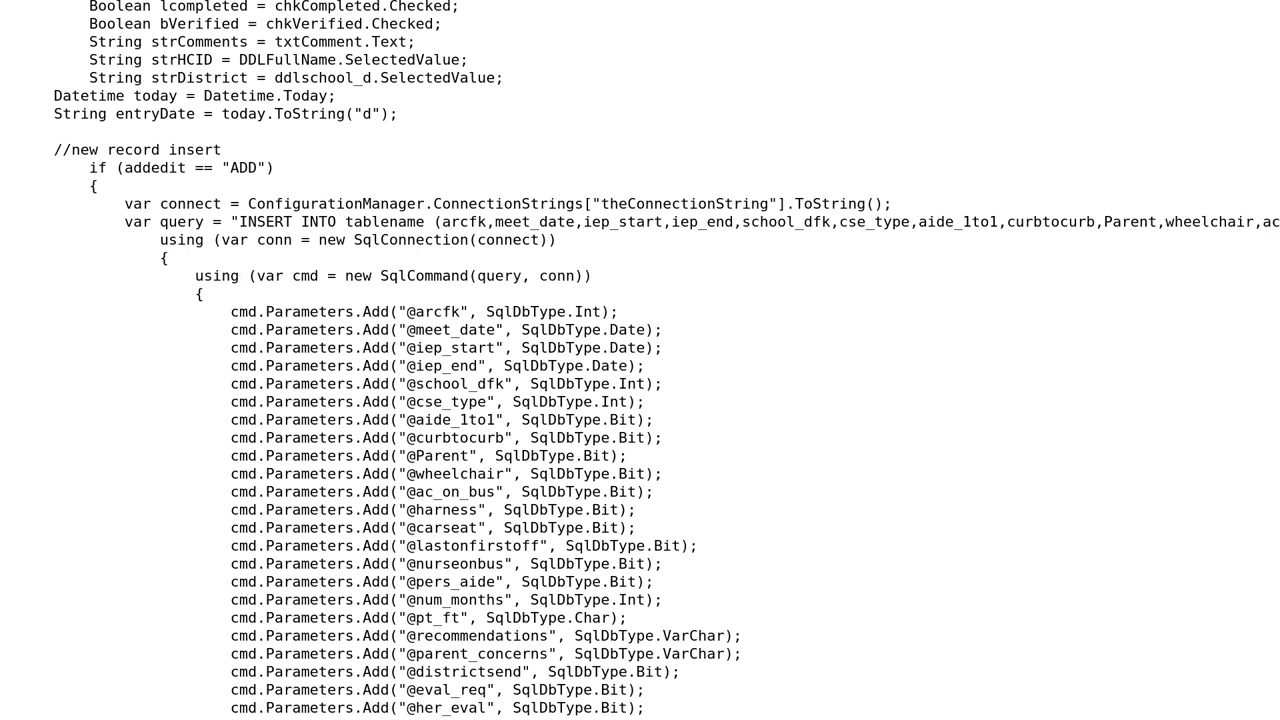 Boolean lcompleted = chkCompleted.Checked;
Boolean bVerified = chkVerified.Checked;
String strComments = txtComment.Text;
String strHCID = DDLFullName.SelectedValue;
String strDistrict = ddlschool_d.SelectedValue;
Datetime today = Datetime.Today;
String entryDate = today.ToString("d");
//new record insert
if (addedit == "ADD")
{
var connect = ConfigurationManager.ConnectionStrings["theConnectionString"].ToString();
var query = "INSERT INTO tablename (arcfk,meet_date,iep_start,iep_end,school_dfk,cse_type,aide_1to1,curbtocurb,Parent,wheelchair,ac
using (var conn = new SqlConnection(connect))
{
using (var cmd = new SqlCommand(query, conn))
{
cmd.Parameters.Add("@arcfk", SqlDbType.Int);
cmd.Parameters.Add("@meet_date", SqlDbType.Date);
cmd.Parameters.Add("@iep_start", SqlDbType.Date);
cmd.Parameters.Add("@iep_end", SqlDbType.Date);
cmd.Parameters.Add("@school_dfk", SqlDbType.Int);
cmd.Parameters.Add("@cse_type", SqlDbType.Int);
cmd.Parameters.Add("@aide_1to1", SqlDbType.Bit);
cmd.Parameters.Add("@curbtocurb", SqlDbType.Bit);
cmd.Parameters.Add("@Parent", SqlDbType.Bit);
cmd.Parameters.Add("@wheelchair", SqlDbType.Bit);
cmd.Parameters.Add("@ac_on_bus", SqlDbType.Bit);
cmd.Parameters.Add("@harness", SqlDbType.Bit);
cmd.Parameters.Add("@carseat", SqlDbType.Bit);
cmd.Parameters.Add("@lastonfirstoff", SqlDbType.Bit);
cmd.Parameters.Add("@nurseonbus", SqlDbType.Bit);
cmd.Parameters.Add("@pers_aide", SqlDbType.Bit);
cmd.Parameters.Add("@num_months", SqlDbType.Int);
cmd.Parameters.Add("@pt_ft", SqlDbType.Char);
cmd.Parameters.Add("@recommendations", SqlDbType.VarChar);
cmd.Parameters.Add("@parent_concerns", SqlDbType.VarChar);
cmd.Parameters.Add("@districtsend", SqlDbType.Bit);
cmd.Parameters.Add("@eval_req", SqlDbType.Bit);
cmd.Parameters.Add("@her_eval", SqlDbType.Bit);